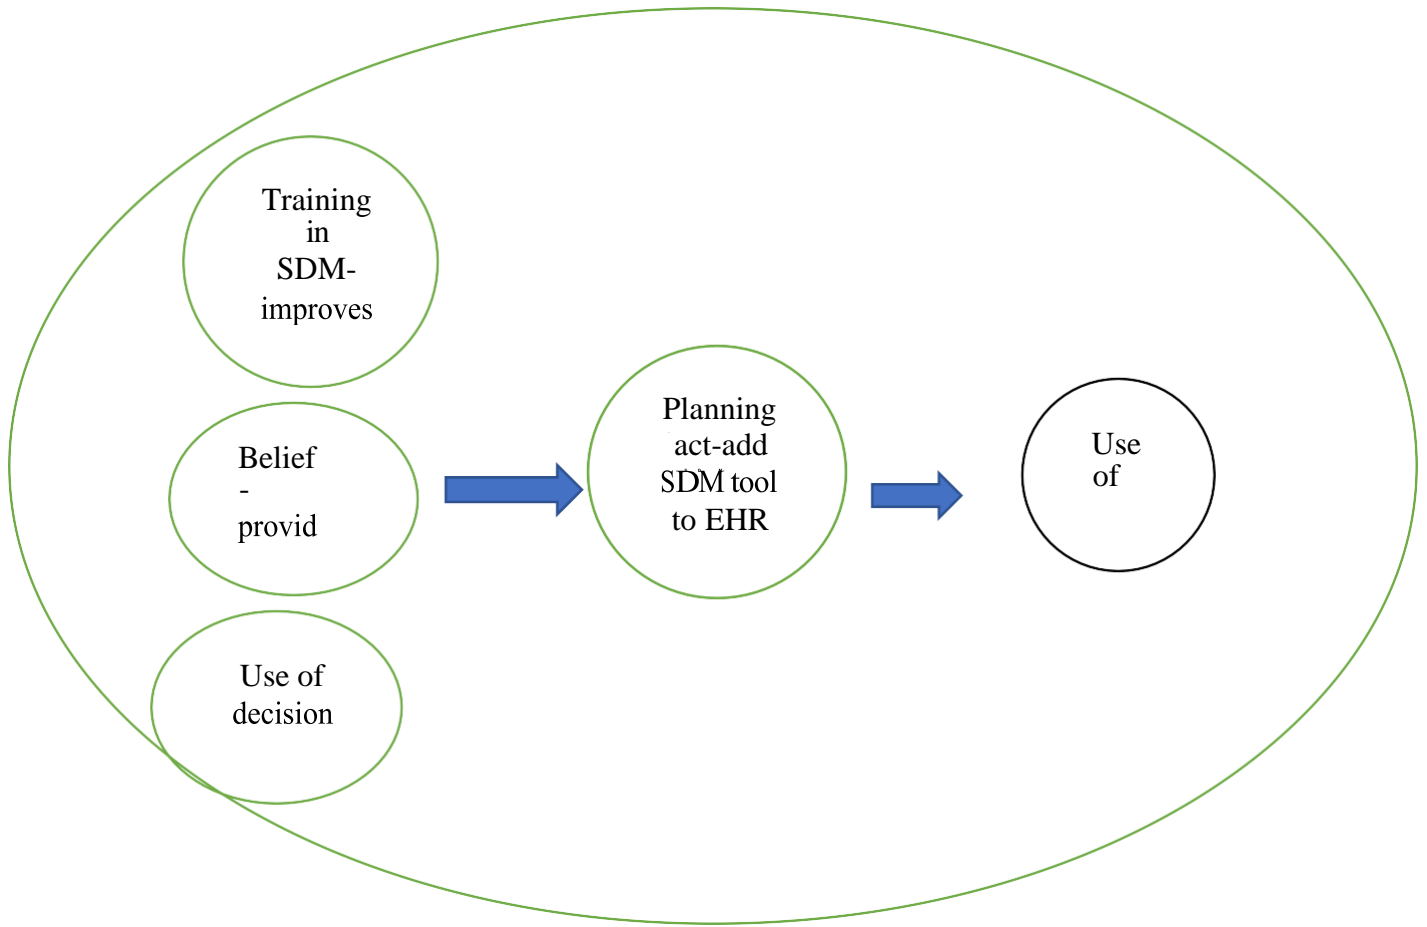 Training
in
SDM-
improves
Belief
-
provid
Use of
decision
Planning
act-add
SDM tool
to EHR
Use
of